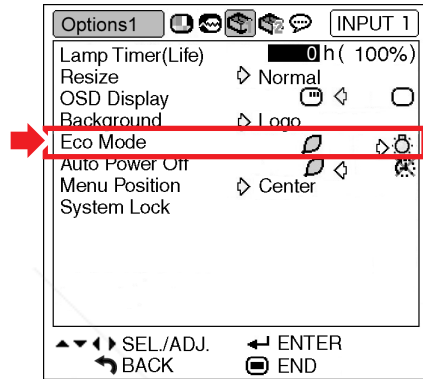 Options1 INPUT 1
Lamp Timer(Life) 0 h( 100%)
Resize Normal
OSD Display
Background Logo
Eco Mode
Auto Power Off
Menu Position Center
System Lock
SEL./ADJ. ENTER
BACK END